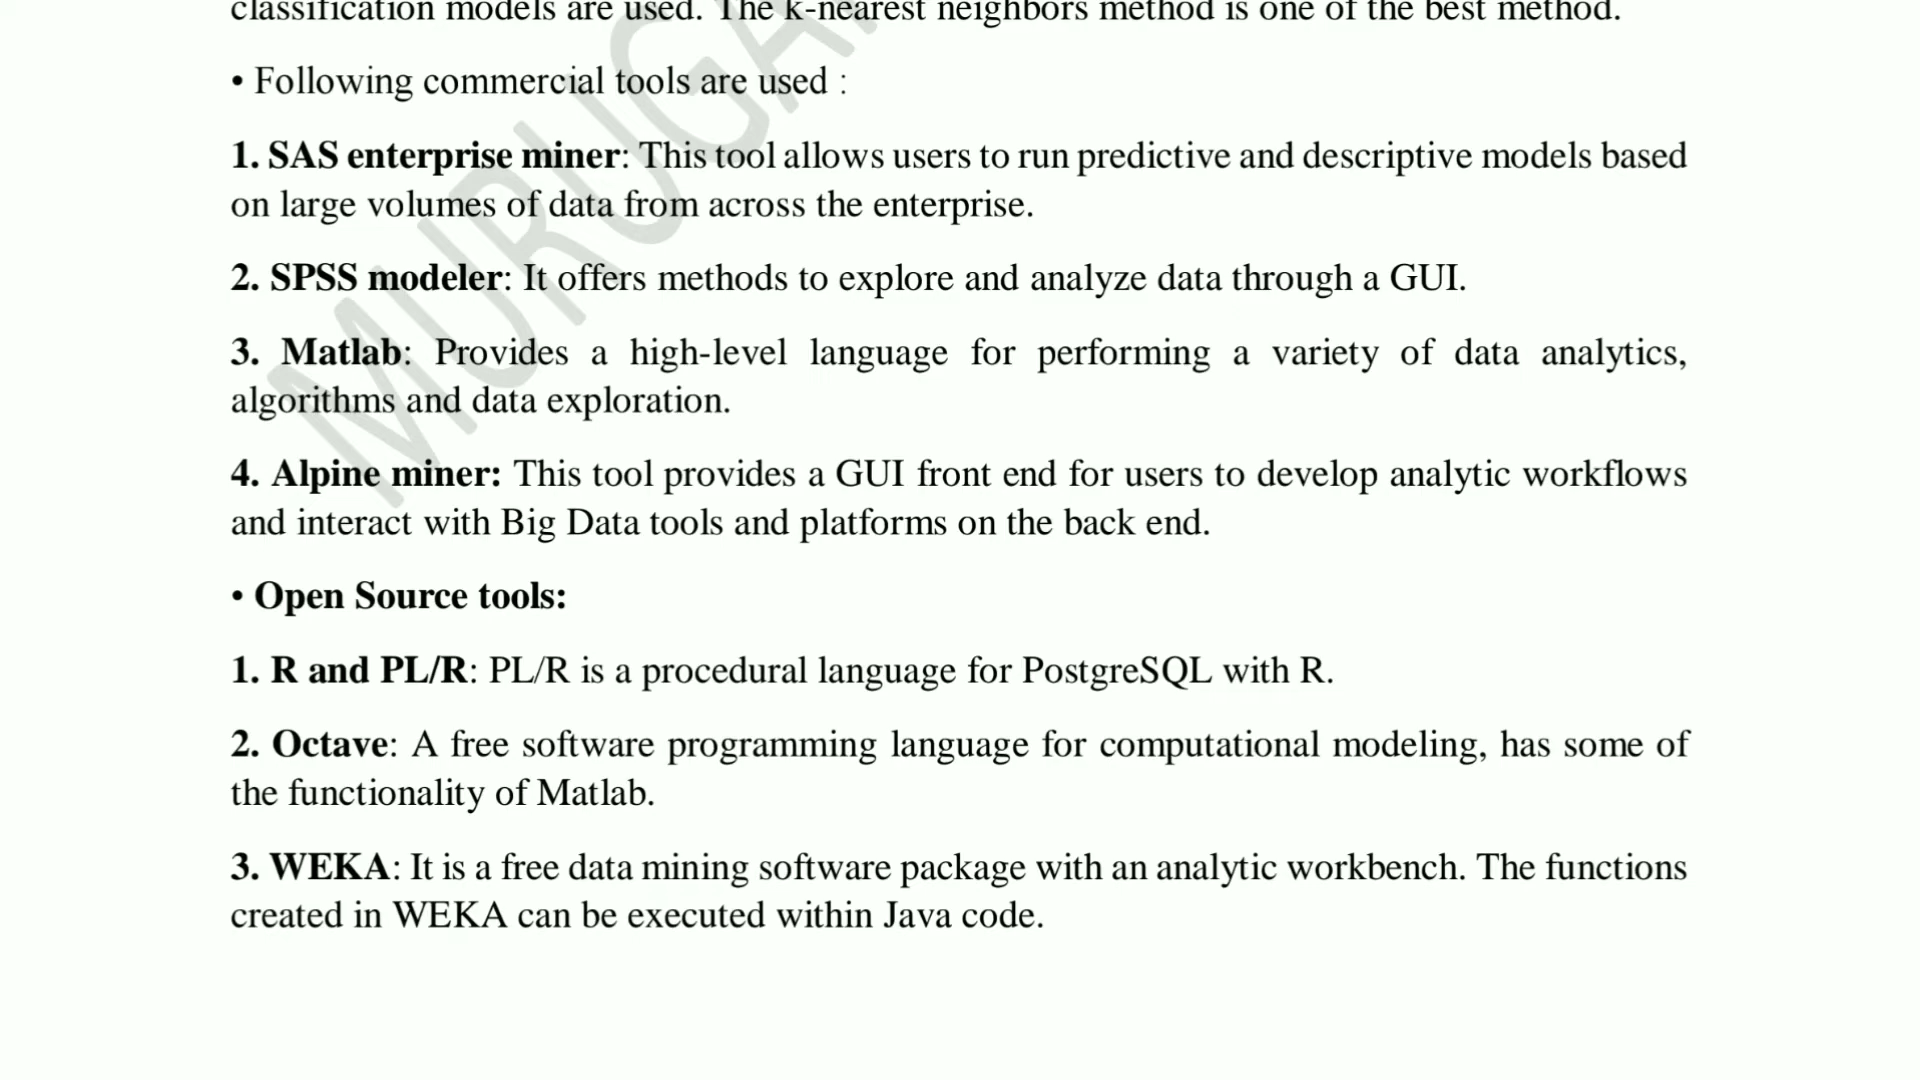 classification models are used. The k-nearest neighbors method is one of the best method.
• Following commercial tools are used :
1. SAS enterprise miner: This tool allows users to run predictive and descriptive models based
on large volumes of data from across the enterprise.
2. SPSS modeler: It offers methods to explore and analyze data through a GUI.
3. Matlab: Provides a high-level language for performing a variety of data analytics,
algorithms and data exploration.
4. Alpine miner: This tool provides a GUI front end for users to develop analytic workflows
and interact with Big Data tools and platforms on the back end.
• Open Source tools:
1. R and PL/R: PL/R is a procedural language for PostgreSQL with R.
2. Octave: A free software programming language for computational modeling, has some of
the functionality of Matlab.
3. WEKA: It is a free data mining software package with an analytic workbench. The functions
created in WEKA can be executed within Java code.